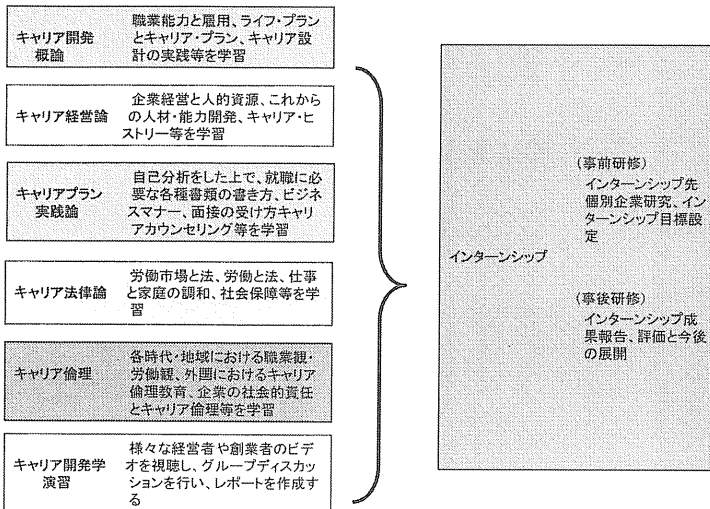 キャリア開発
概論
職業能力と雇用、ライフ・プラン
とキャリア・プラン、キャリア設
計の実践等を学習
キャリア経営論
企業経営と人的資源、これから
の人材・能力開発、キャリア・ヒ
ストリー等を学習
キャリアプラン
実践論
自己分析をした上で、就職に必
要な各種書類の書き方、ビジネ
スマナー、面接の受け方キャリ
アカウンセリング等を学習
キャリア法律論
労働市場と法、労働と法、仕事
と家庭の調和、社会保障等を学
習
キャリア倫理
各時代・地域における職業観・
労働観、外国におけるキャリア
倫理教育、企業の社会的責任
とキャリア倫理等を学習
キャリア開発学
演習
様々な経営者や創業者のビデ
オを視聴し、グループディスカッ
ションを行い、レポートを作成す
る
インターンシップ
(事前研修)
インターンシップ先
個別企業研究、イン
ターンシップ目標設
定
(事後研修)
インターンシップ成
果報告、評価と今後
の展開